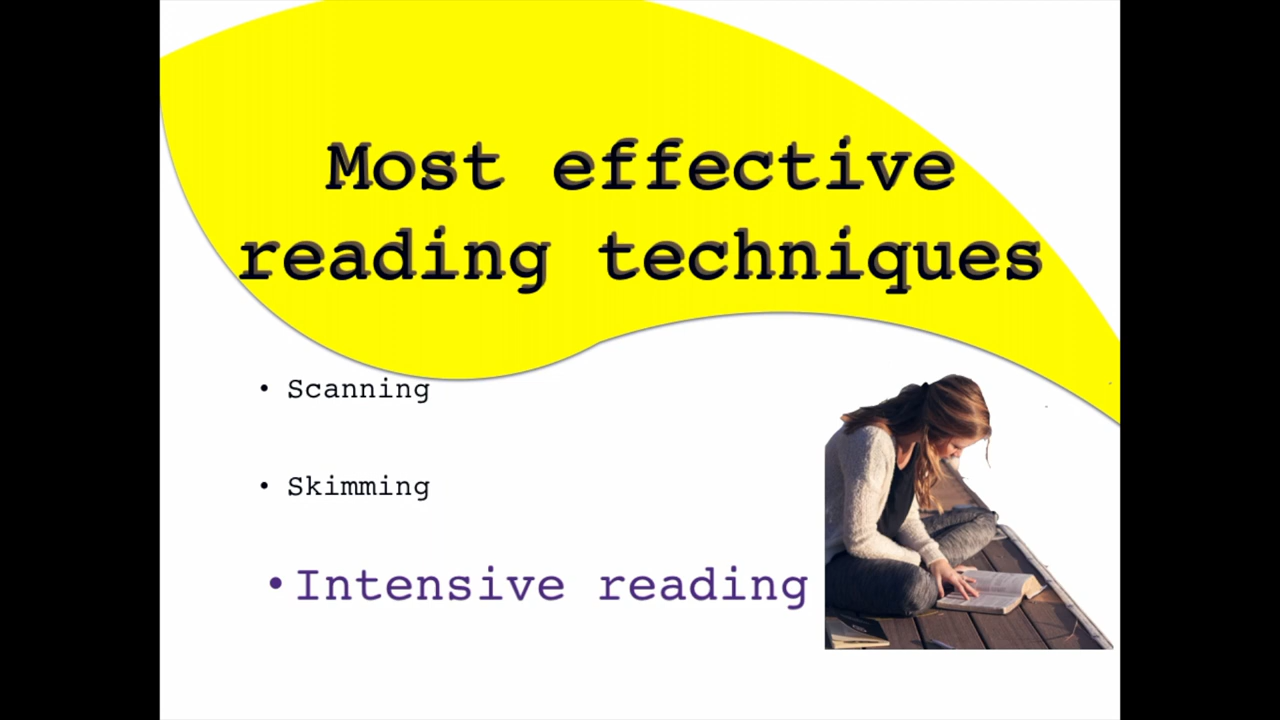 Most effective
reading techniques
• Scanning
• Skimming
• Intensive reading